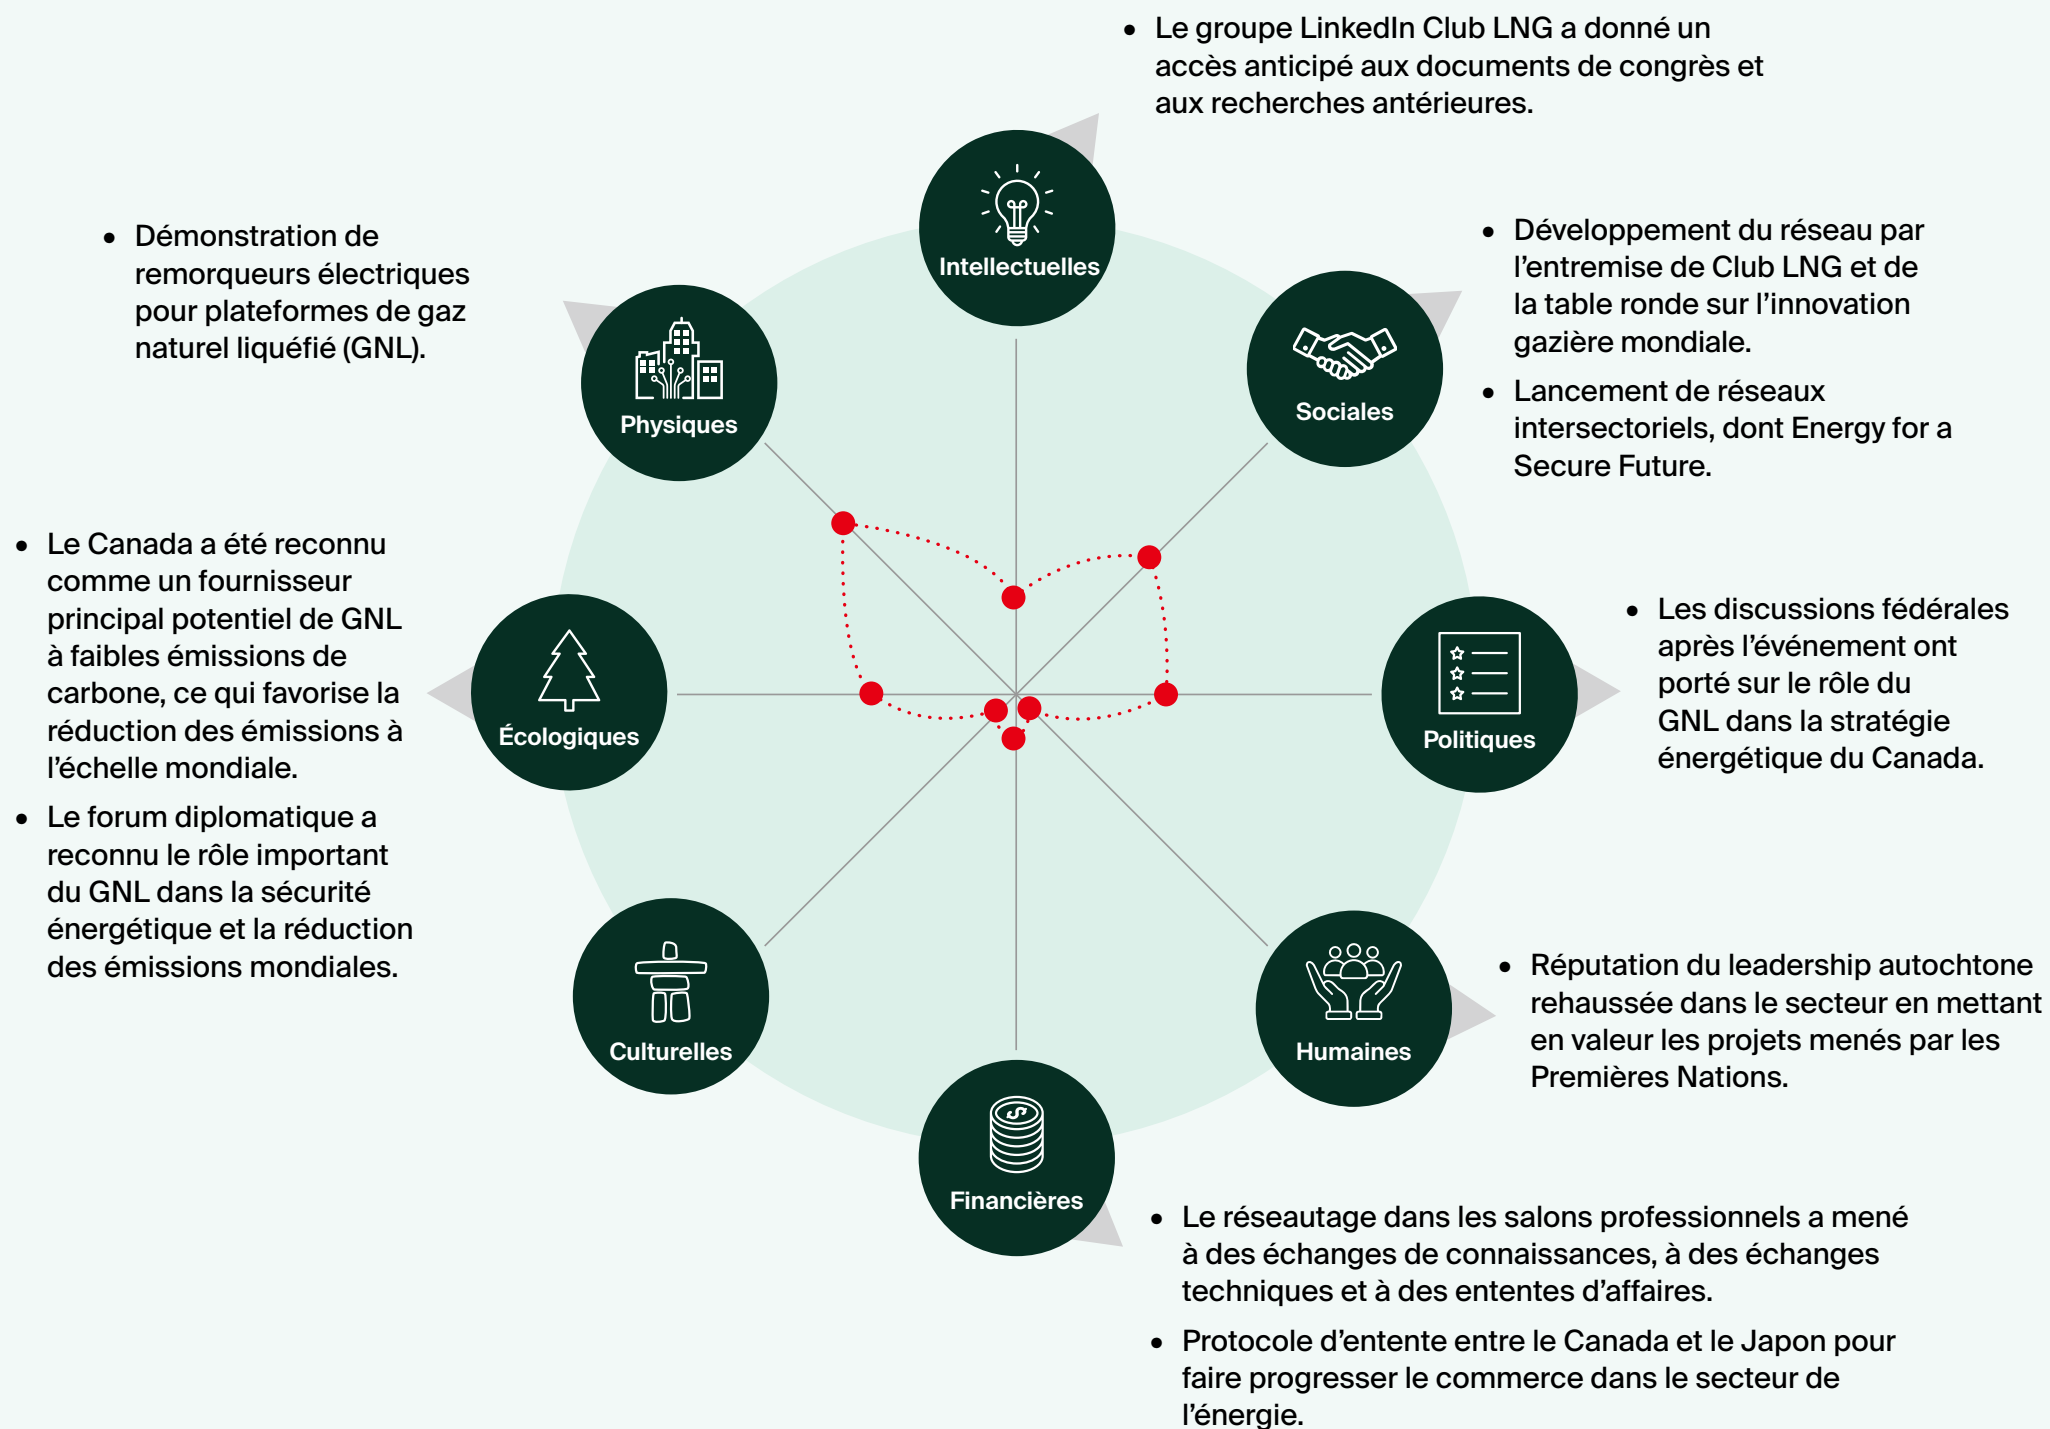 • Le groupe LinkedIn Club LNG a donné un
accès anticipé aux documents de congrès et
aux recherches antérieures.
Intellectuelles
• Développement du réseau par
l’entremise de Club LNG et de
la table ronde sur l’innovation
gazière mondiale.
• Lancement de réseaux
intersectoriels, dont Energy for a
Secure Future.
Sociales
• Les discussions fédérales
après l’événement ont
porté sur le rôle du
GNL dans la stratégie
énergétique du Canada.
Politiques
• Réputation du leadership autochtone
rehaussée dans le secteur en mettant
en valeur les projets menés par les
Premières Nations.
Humaines
Financières
• Le réseautage dans les salons professionnels a mené
à des échanges de connaissances, à des échanges
techniques et à des ententes d’affaires.
• Protocole d’entente entre le Canada et le Japon pour
faire progresser le commerce dans le secteur de
l’énergie.
Culturelles
• Le Canada a été reconnu
comme un fournisseur
principal potentiel de GNL
à faibles émissions de
carbone, ce qui favorise la
réduction des émissions à
l’échelle mondiale.
• Le forum diplomatique a
reconnu le rôle important
du GNL dans la sécurité
énergétique et la réduction
des émissions mondiales.
Écologiques
• Démonstration de
remorqueurs électriques
pour plateformes de gaz
naturel liquéfié (GNL).
Physiques